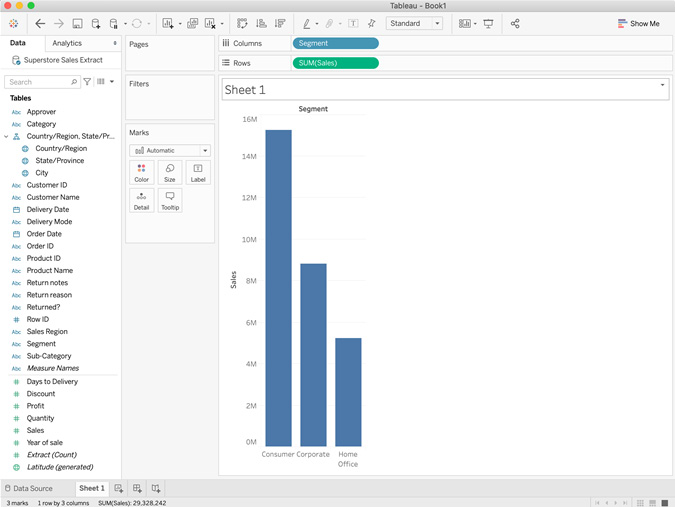 Tableau - Book1
Standard
Show Me
Data
Analytics
Superstore Sales Extract
Search
Tables
Abc Approver
Abc Category
Country/Region, State/Pr...
Country/Region
State/Province
City
Abc Customer ID
Abc Customer Name
Delivery Date
Abc Delivery Mode
Order Date
Abc Order ID
Abc Product ID
Abc Product Name
Abc Return notes
Abc Return reason
Abc Returned?
# Row ID
Abc Sales Region
Abc Segment
Abc Sub-Category
Abc Measure Names
# Days to Delivery
# Discount
# Profit
# Quantity
# Sales
# Year of sale
# Extract (Count)
Latitude (generated)
Pages
Filters
Marks
Automatic
Color
Size
T
Label
Detail
Tooltip
Columns
Segment
Rows
SUM(Sales)
Sheet 1
Segment
16M
14M
12M
10M
8M
6M
4M
2M
0M
Sales
Consumer Corporate Home
Office
Data Source
Sheet 1
3 marks
1 row by 3 columns
SUM(Sales): 29,328,242